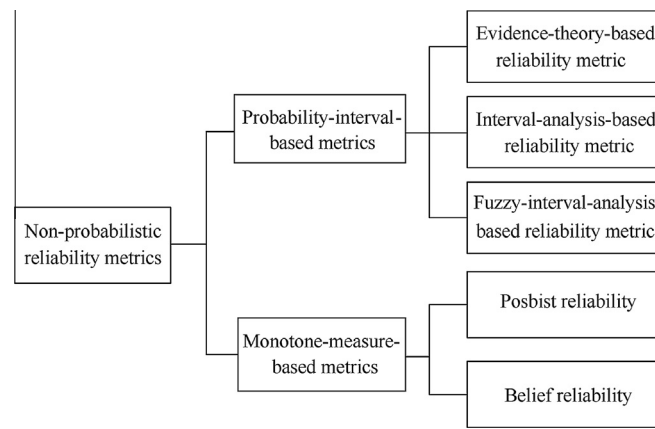 Evidence-theory-based
reliability metric
Probability-interval-
based metrics
Interval-analysis-based
reliability metric
Fuzzy-interval-analysis
based reliability metric
Non-probabilistic
reliability metrics
Posbist reliability
Monotone-measure-
based metrics
Belief reliability